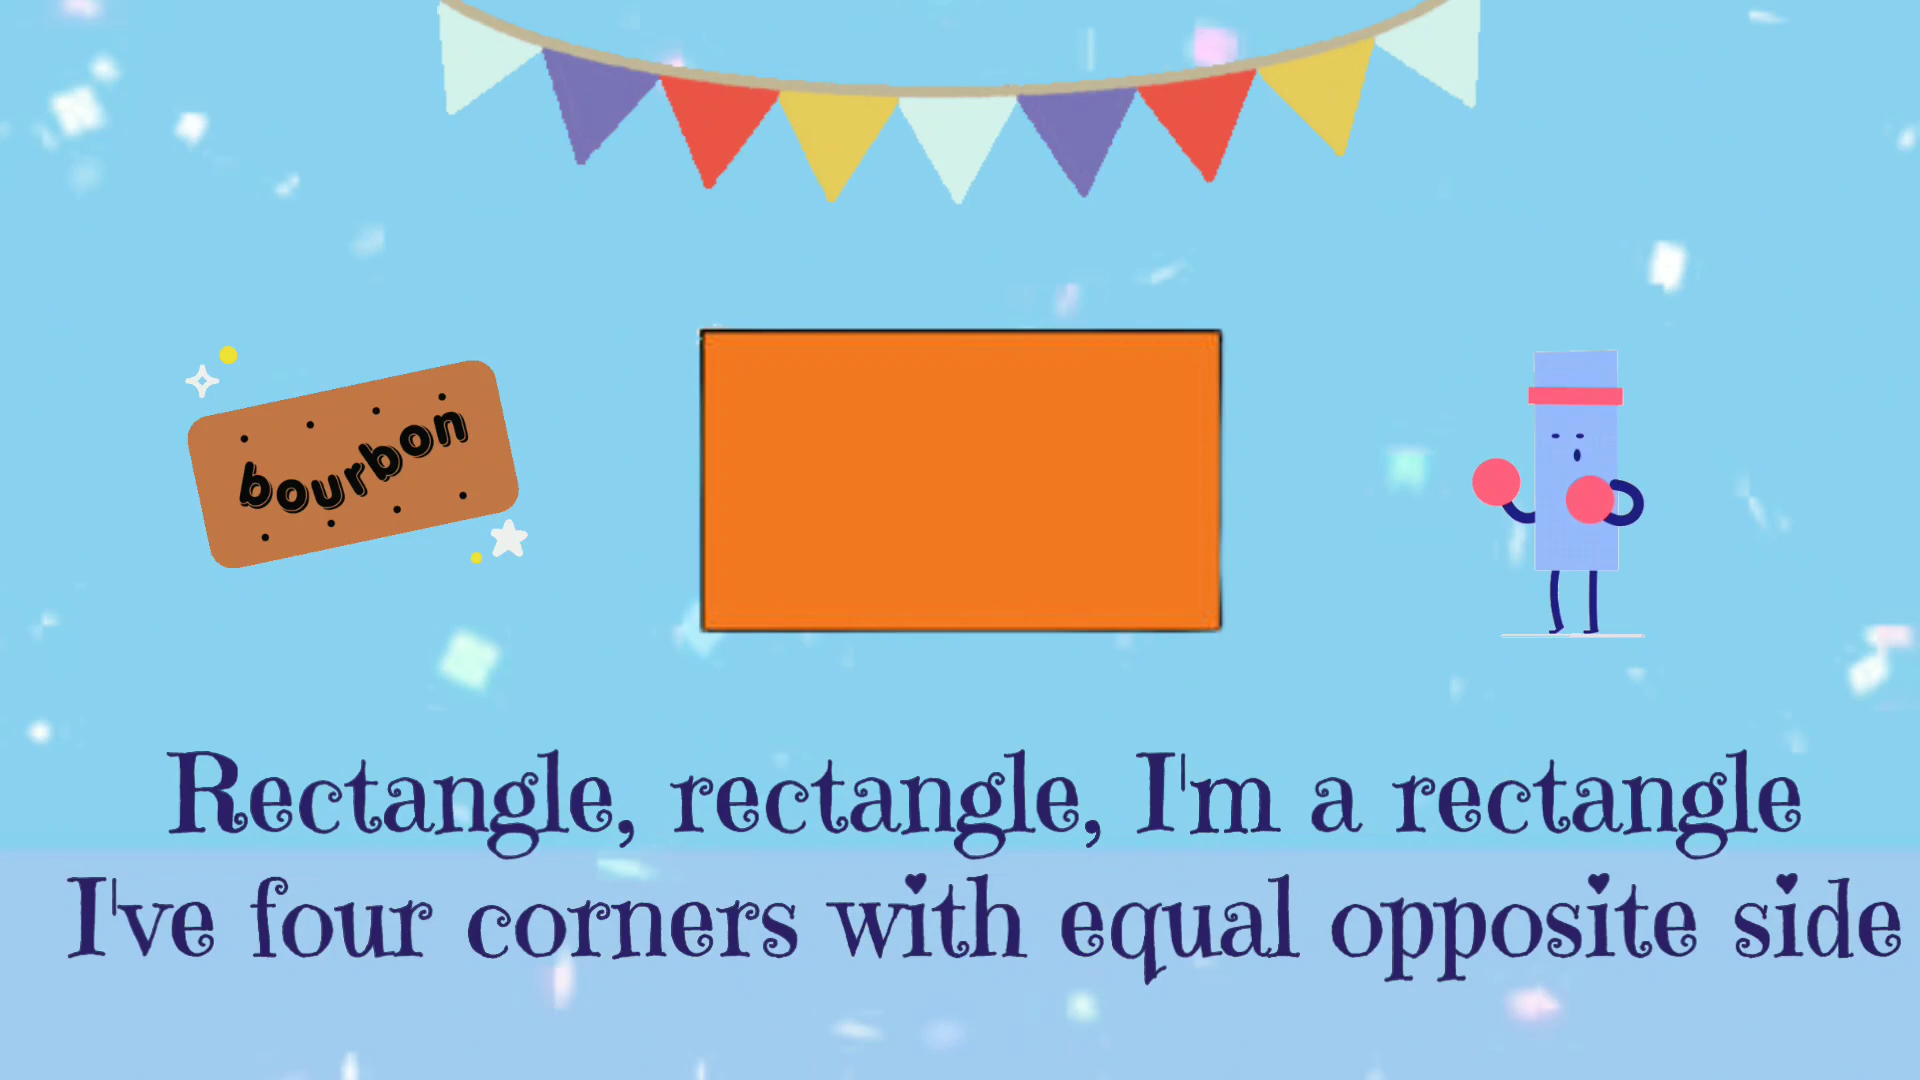 bourbon
Rectangle, rectangle, I'm a rectangle
I've four corners with equal opposite side